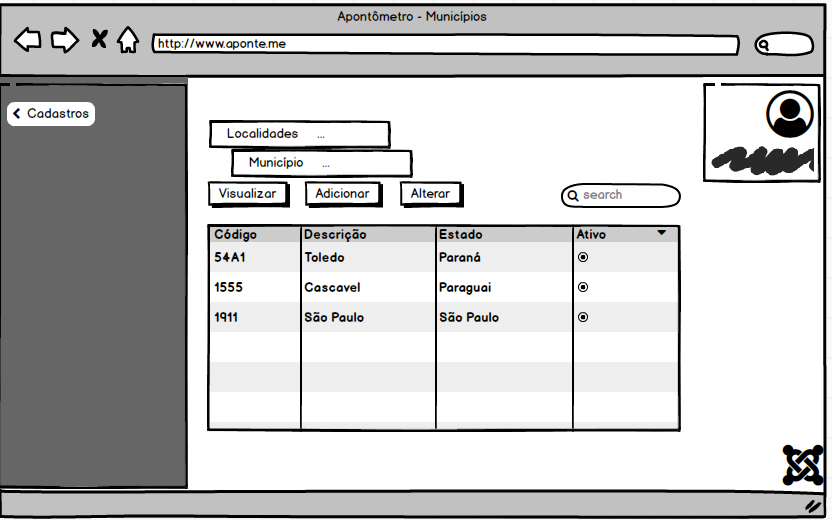 Apontômetro - Municípios
http://www.aponte.me
Cadastros
Localidades ...
Município ...
Visualizar Adicionar Alterar search
Código Descrição Estado Ativo
54A1 Toledo Paraná
1555 Cascavel Paraguai
1911 São Paulo São Paulo